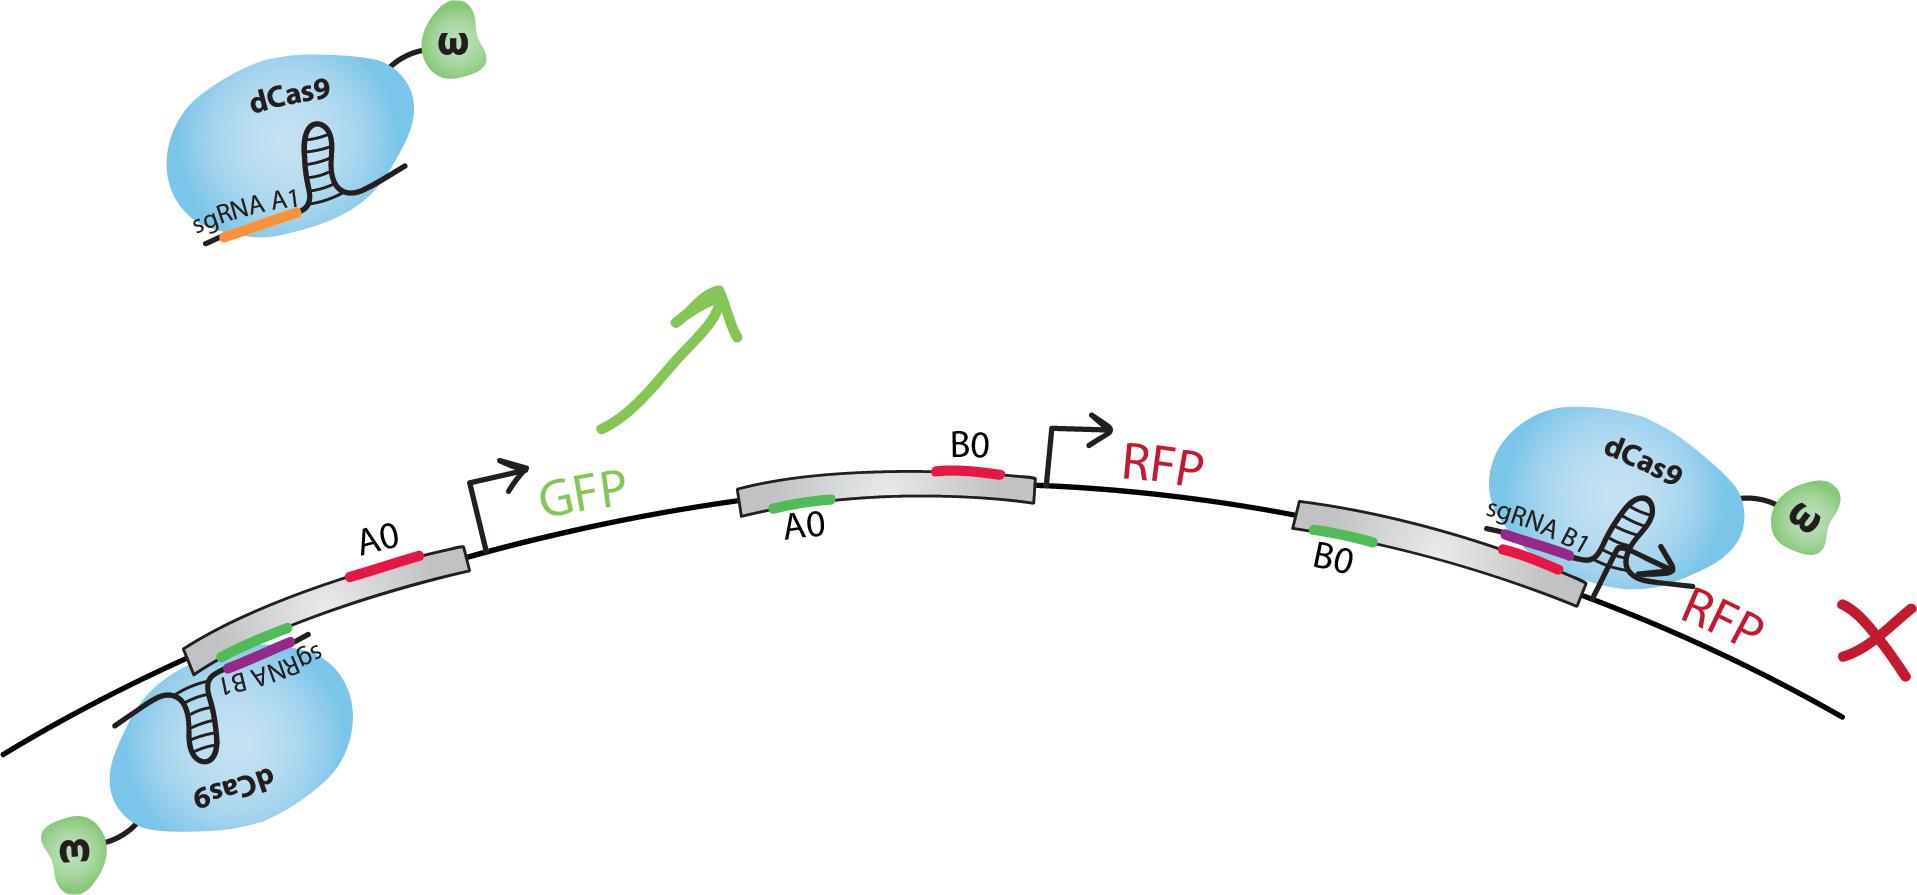 ω
dCas9
sgRNA A1
A0
GFP
A0
B0
RFP
B0
dCas9
sgRNA B1
ω
RFP
sgRNA B1
dCas9
ω